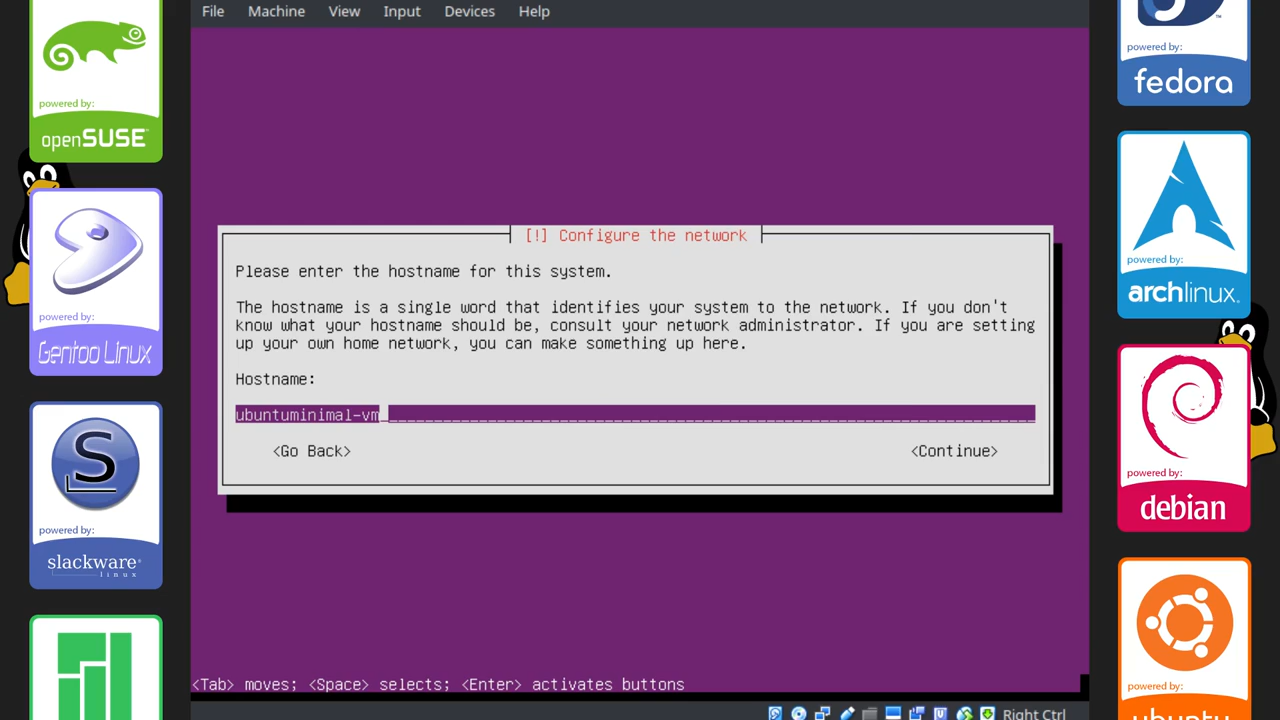 File Machine View Input Devices Help
powered by:
openSUSE
powered by:
Gentoo Linux
powered by:
slackware
linux
[!] Configure the network
Please enter the hostname for this system.
The hostname is a single word that identifies your system to the network. If you don't
know what your hostname should be, consult your network administrator. If you are setting
up your own home network, you can make something up here.
Hostname:
ubuntuminimal-vm
<Go Back> <Continue>
<Tab> moves; <Space> selects; <Enter> activates buttons
Right Ctrl
powered by:
fedora
powered by:
archlinux
powered by:
debian
powered by:
ubuntu